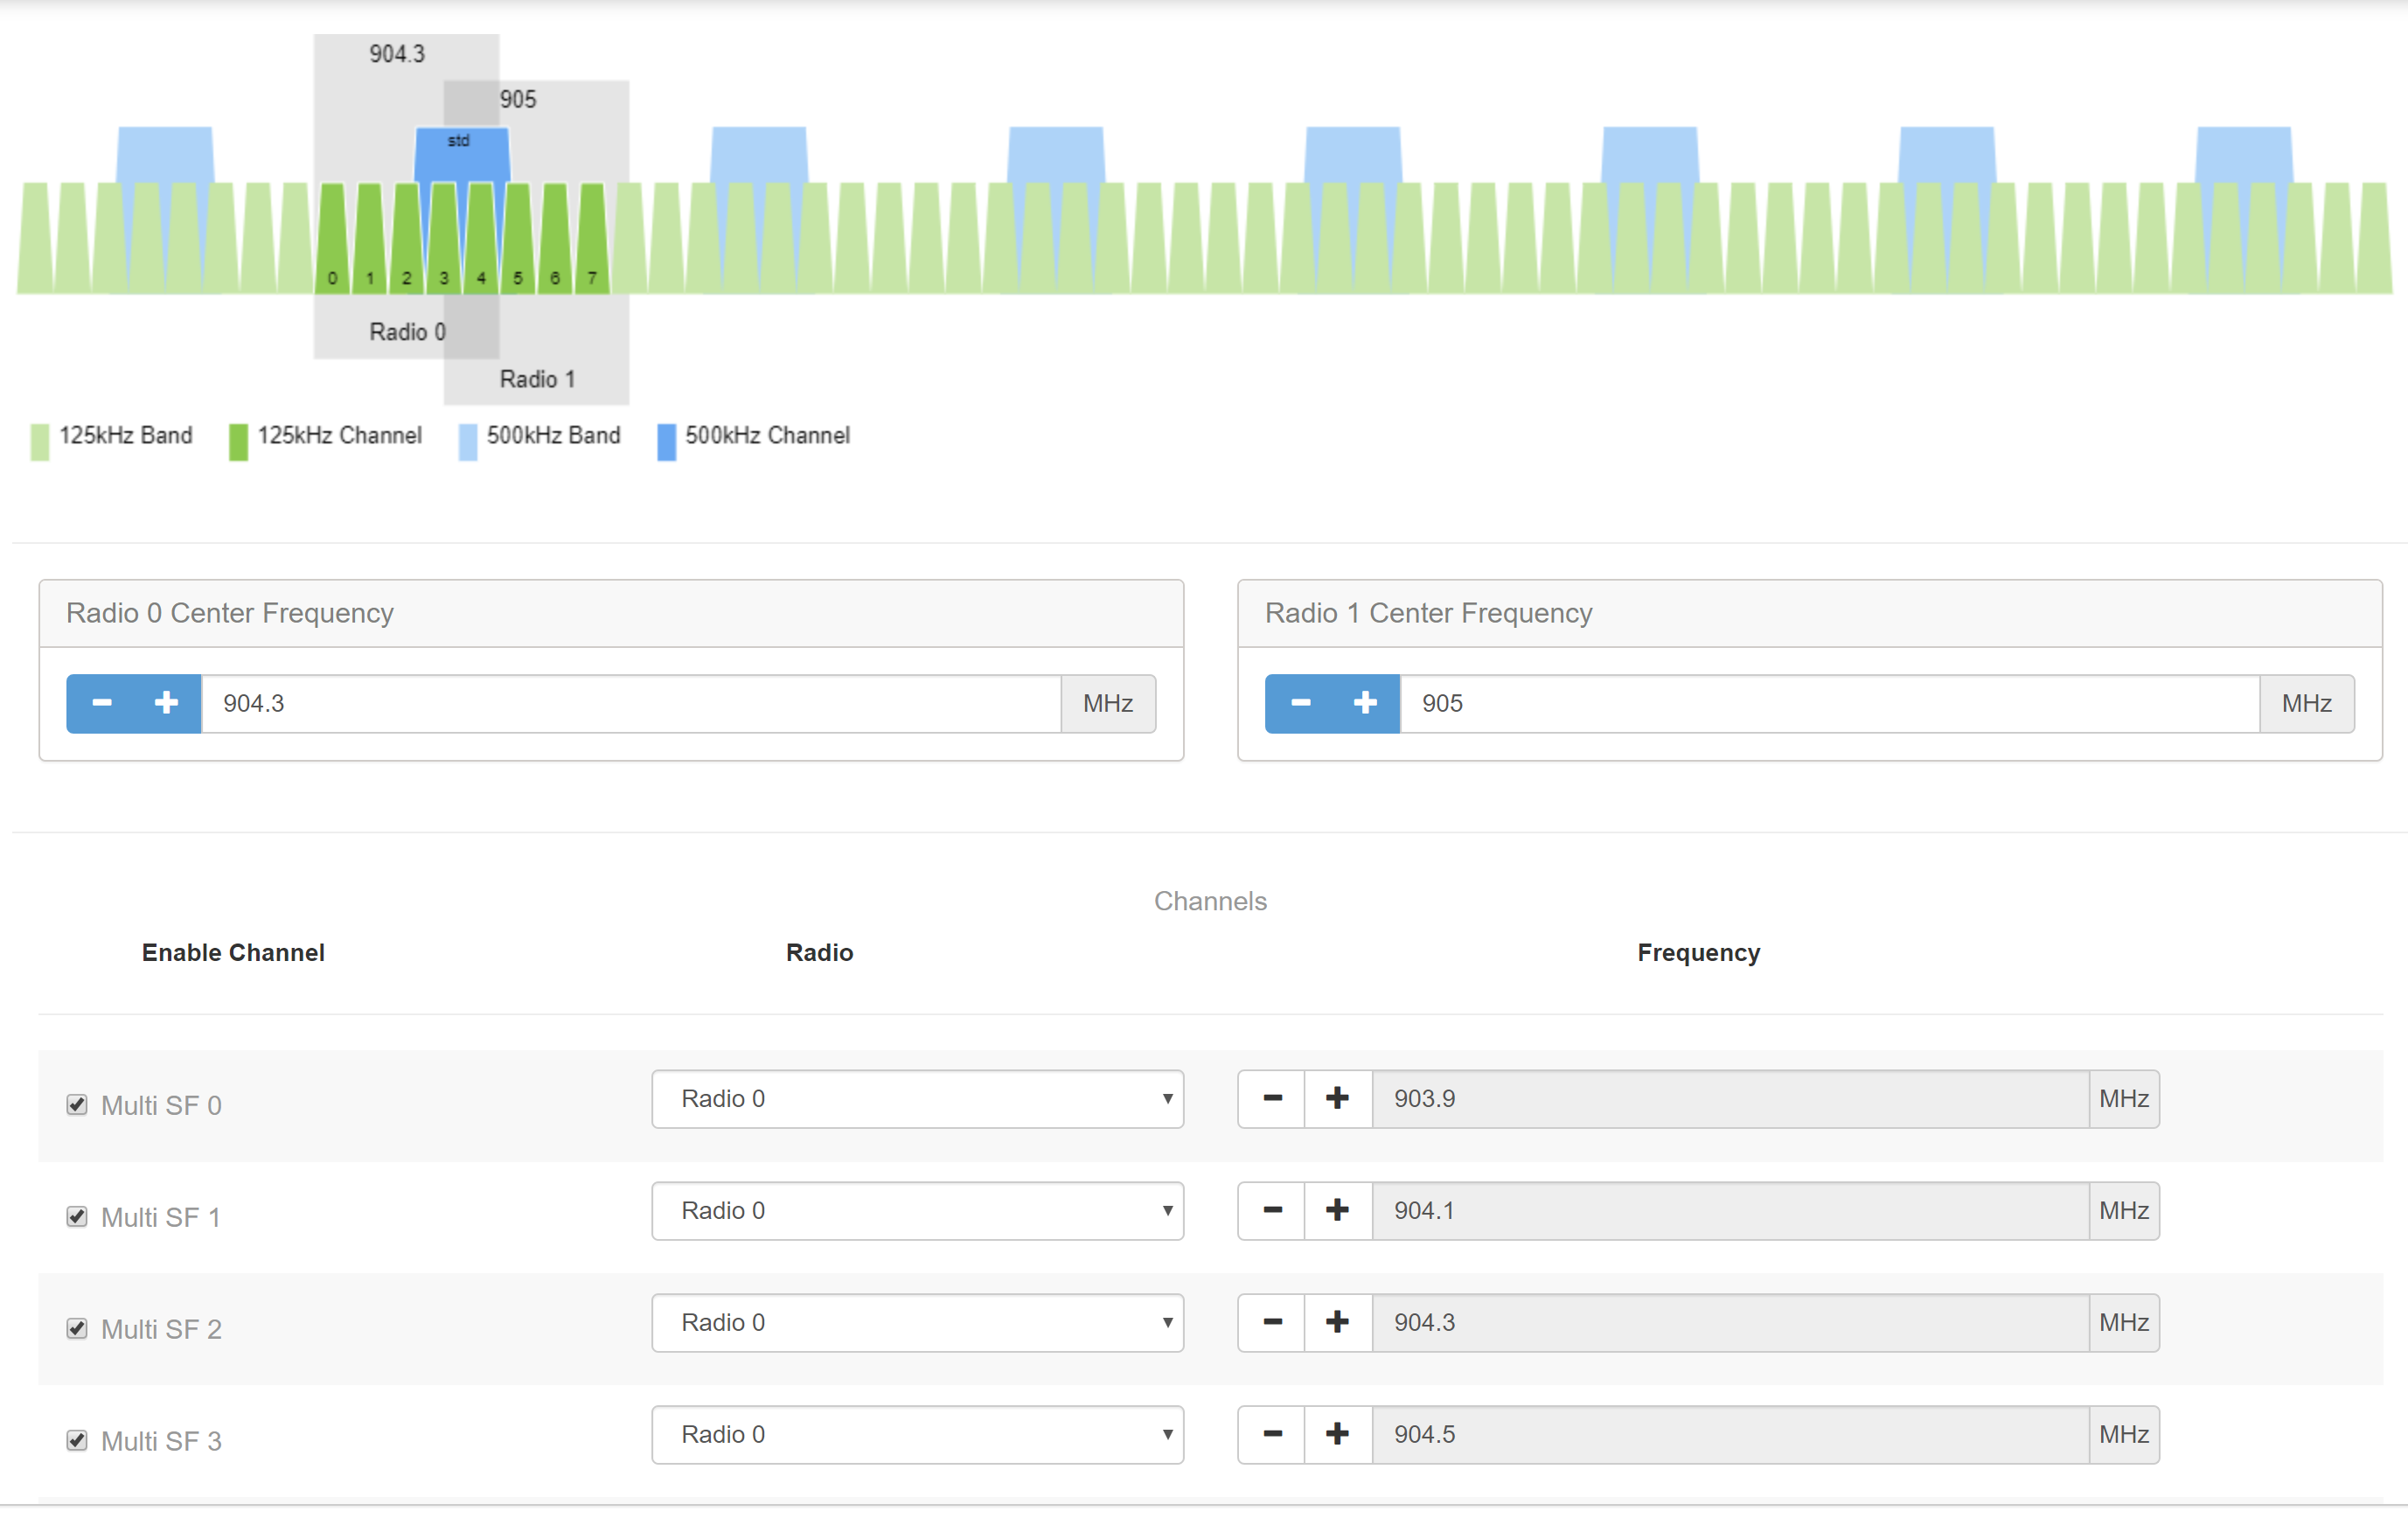 904.3
905
std
0 1 2 3 4 5 6 7
Radio 0
Radio 1
125kHz Band 125kHz Channel 500kHz Band 500kHz Channel
Radio 0 Center Frequency Radio 1 Center Frequency
904.3 MHz 905 MHz
Channels
Enable Channel Radio Frequency
Multi SF 0 Radio 0 903.9 MHz
Multi SF 1 Radio 0 904.1 MHz
Multi SF 2 Radio 0 904.3 MHz
Multi SF 3 Radio 0 904.5 MHz